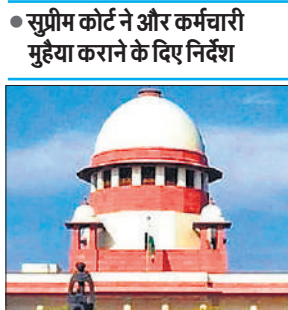 ● सुप्रीम कोर्ट ने और कर्मचारी
मुहैया कराने के दिए निर्देश